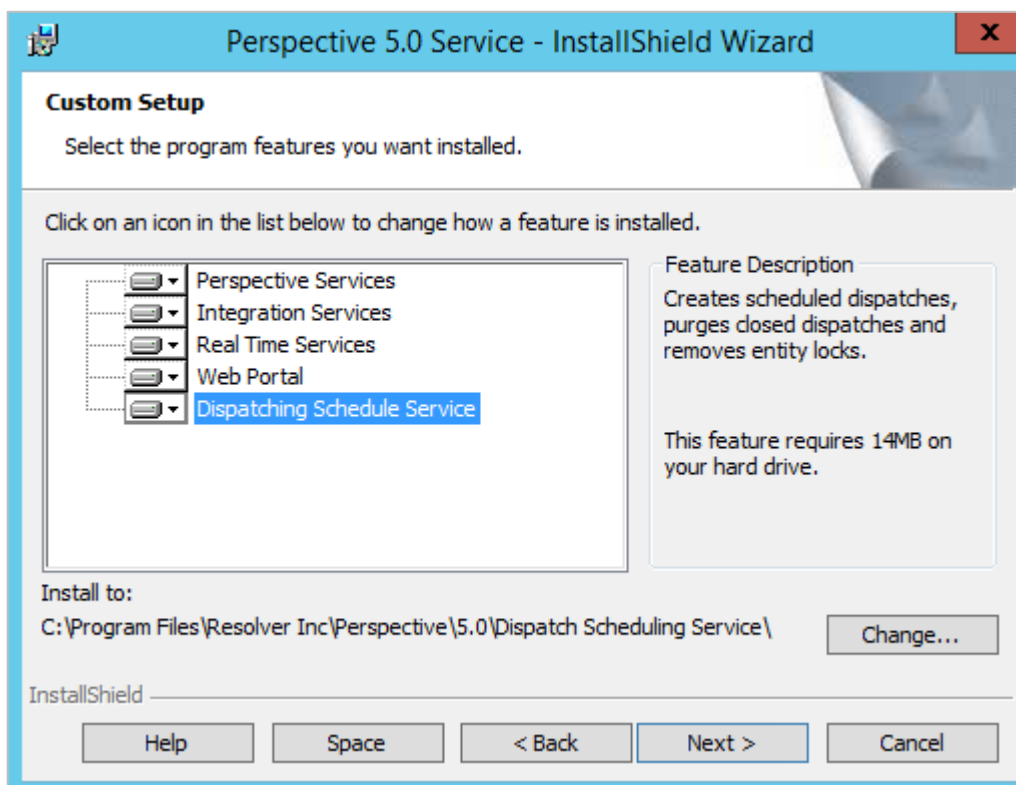 Perspective 5.0 Service - InstallShield Wizard
x
Custom Setup
Select the program features you want installed.
Click on an icon in the list below to change how a feature is installed.
Perspective Services
Integration Services
Real Time Services
Web Portal
Dispatching Schedule Service
Feature Description
Creates scheduled dispatches,
purges closed dispatches and
removes entity locks.
This feature requires 14MB on
your hard drive.
Install to:
C:\Program Files\Resolver Inc\Perspective\5.0\Dispatch Scheduling Service\
Change...
InstallShield
Help
Space
< Back
Next >
Cancel